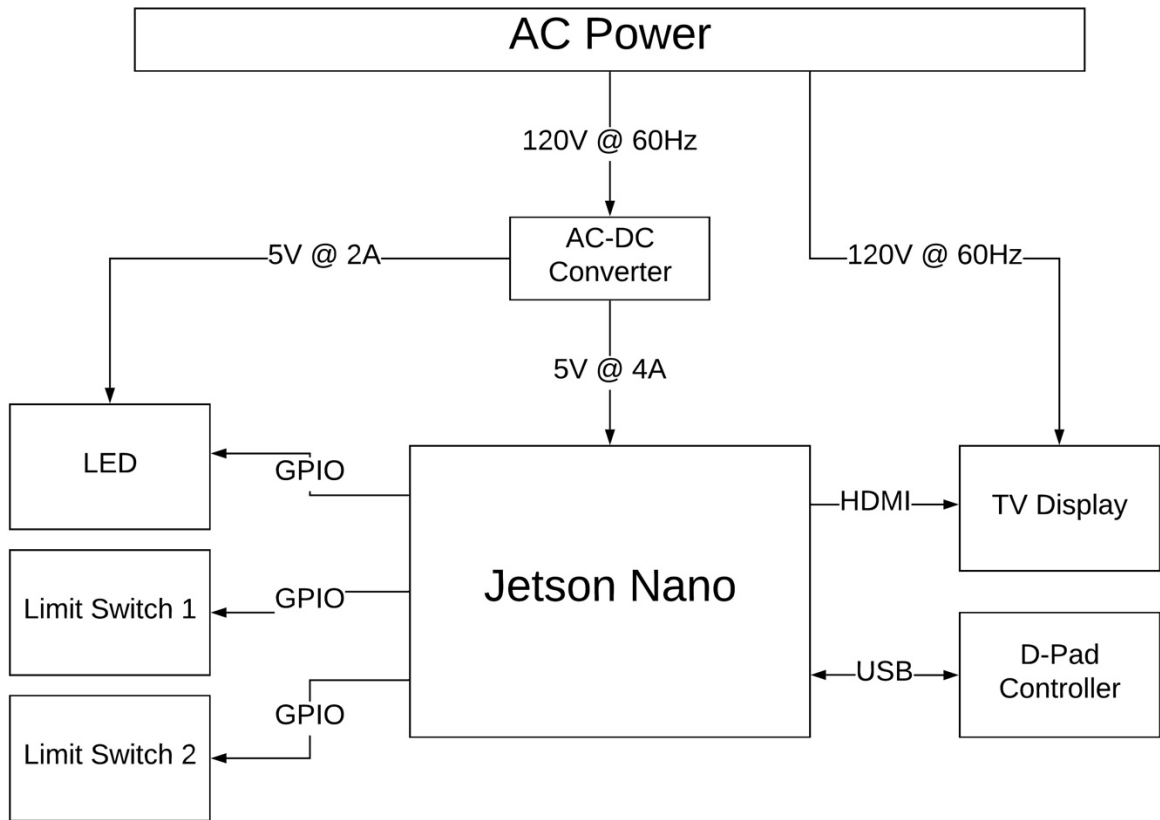 AC Power
120V @ 60Hz
AC-DC
Converter
5V @ 2A
120V @ 60Hz
5V @ 4A
LED
GPIO
Jetson Nano
HDMI
TV Display
Limit Switch 1
GPIO
USB
D-Pad
Controller
Limit Switch 2
GPIO